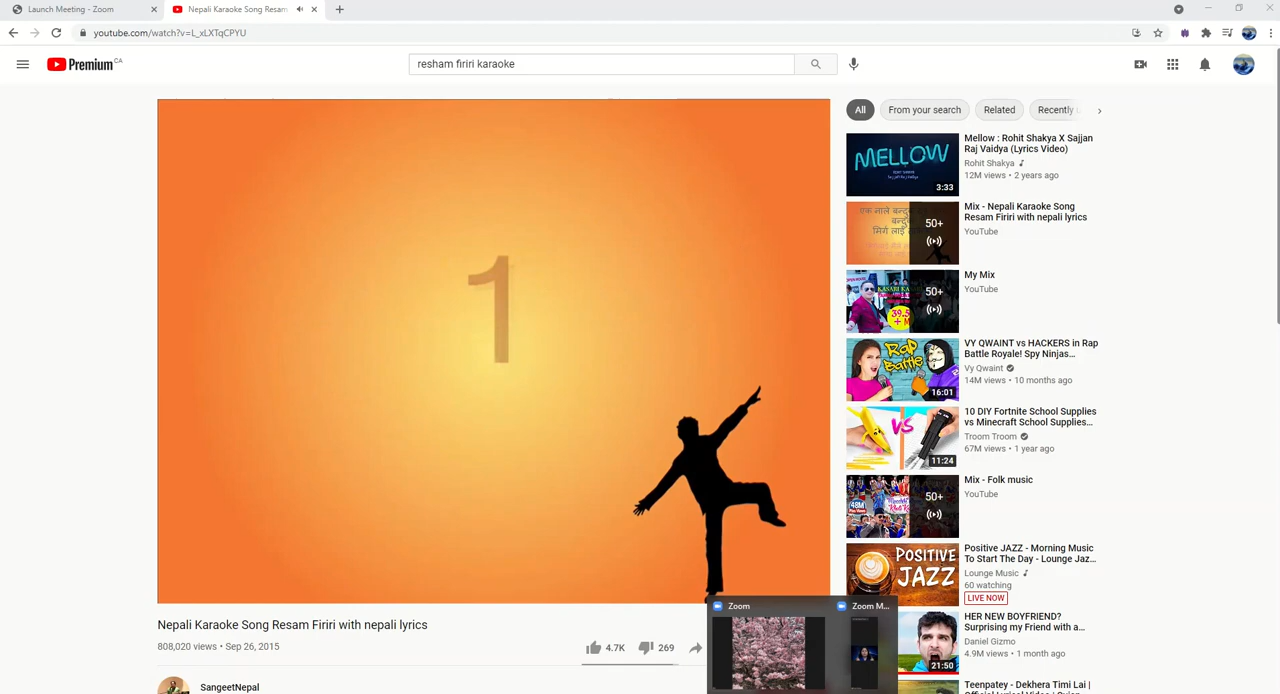 Launch Meeting - Zoom
Nepali Karaoke Song Resam
youtube.com/watch?v=L_xLXTqCPYU
Premium CA
resham firiri karaoke
1
All
From your search
Related
Recently
Mellow : Rohit Shakya X Sajjan
Raj Vaidya (Lyrics Video)
Rohit Shakya
12M views • 2 years ago
MELLOW
3:33
Mix - Nepali Karaoke Song
Resam Firiri with nepali lyrics
YouTube
50+
My Mix
YouTube
50+
VY QWAINT vs HACKERS in Rap
Battle Royale! Spy Ninjas...
Vy Qwaint
14M views • 10 months ago
Rap
Battle
16:01
10 DIY Fortnite School Supplies
vs Minecraft School Supplies...
Troom Troom
67M views • 1 year ago
VS
11:24
Mix - Folk music
YouTube
50+
Positive JAZZ - Morning Music
To Start The Day - Lounge Jaz...
Lounge Music
60 watching
LIVE NOW
POSITIVE
JAZZ
HER NEW BOYFRIEND?
Surprising my Friend with a...
Daniel Gizmo
4.9M views • 1 month ago
21:50
Teenpatey - Dekhera Timi Lai |
Nepali Karaoke Song Resam Firiri with nepali lyrics
808,020 views • Sep 26, 2015
4.7K
269
SangeetNepal
Zoom
Zoom M...